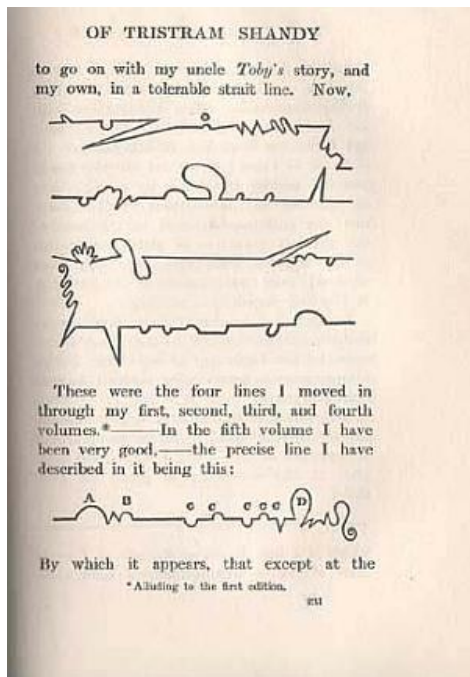 OF TRISTRAM SHANDY
to go on with my uncle Toby's story, and
my own, in a tolerable strait line. Now,
These were the four lines I moved in
through my first, second, third, and fourth
volumes.*——In the fifth volume I have
been very good,——the precise line I have
described in it being this:
A B c c c c c D
By which it appears, that except at the
*Alluding to the first edition.